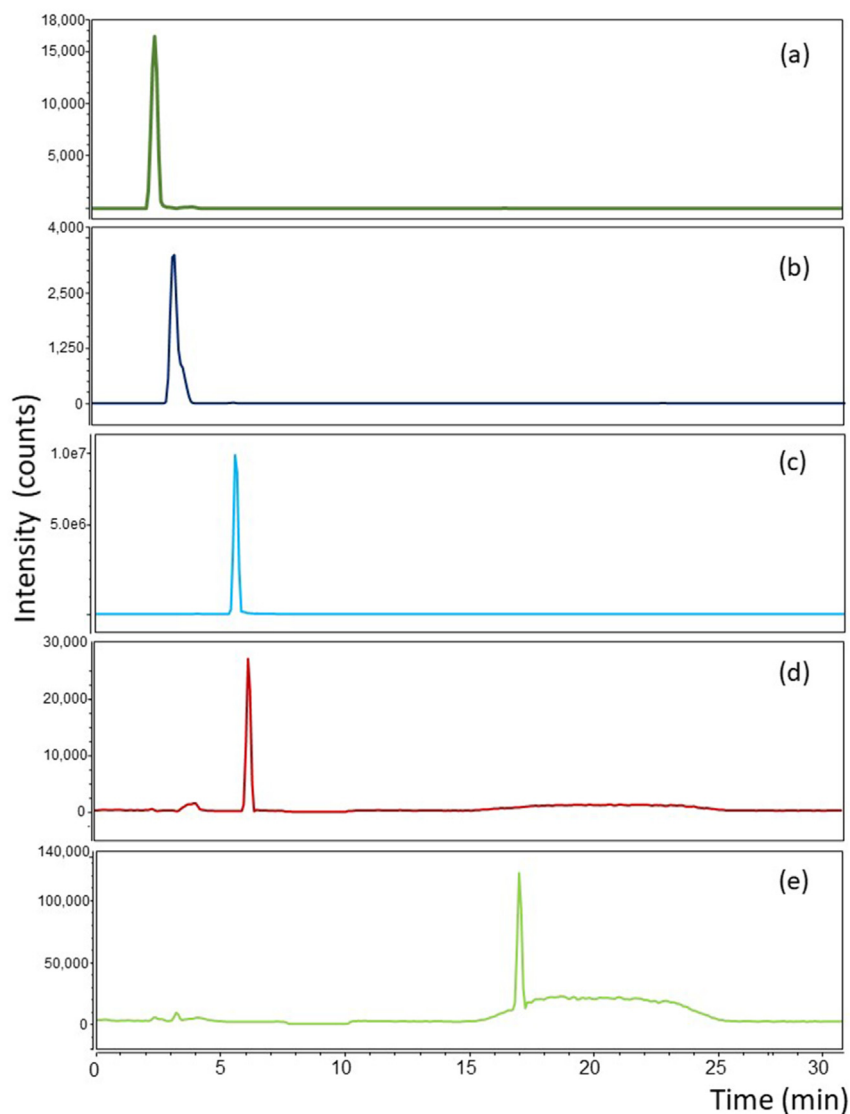 18,000
(a)
15,000
10,000
5,000
4,000
(b)
2,500
1,250
0
Intensity (counts)
(c)
1.0e7
5.0e6
30,000
(d)
20,000
10,000
0
140,000
(e)
100,000
50,000
0
0 5 10 15 20 25 30
Time (min)